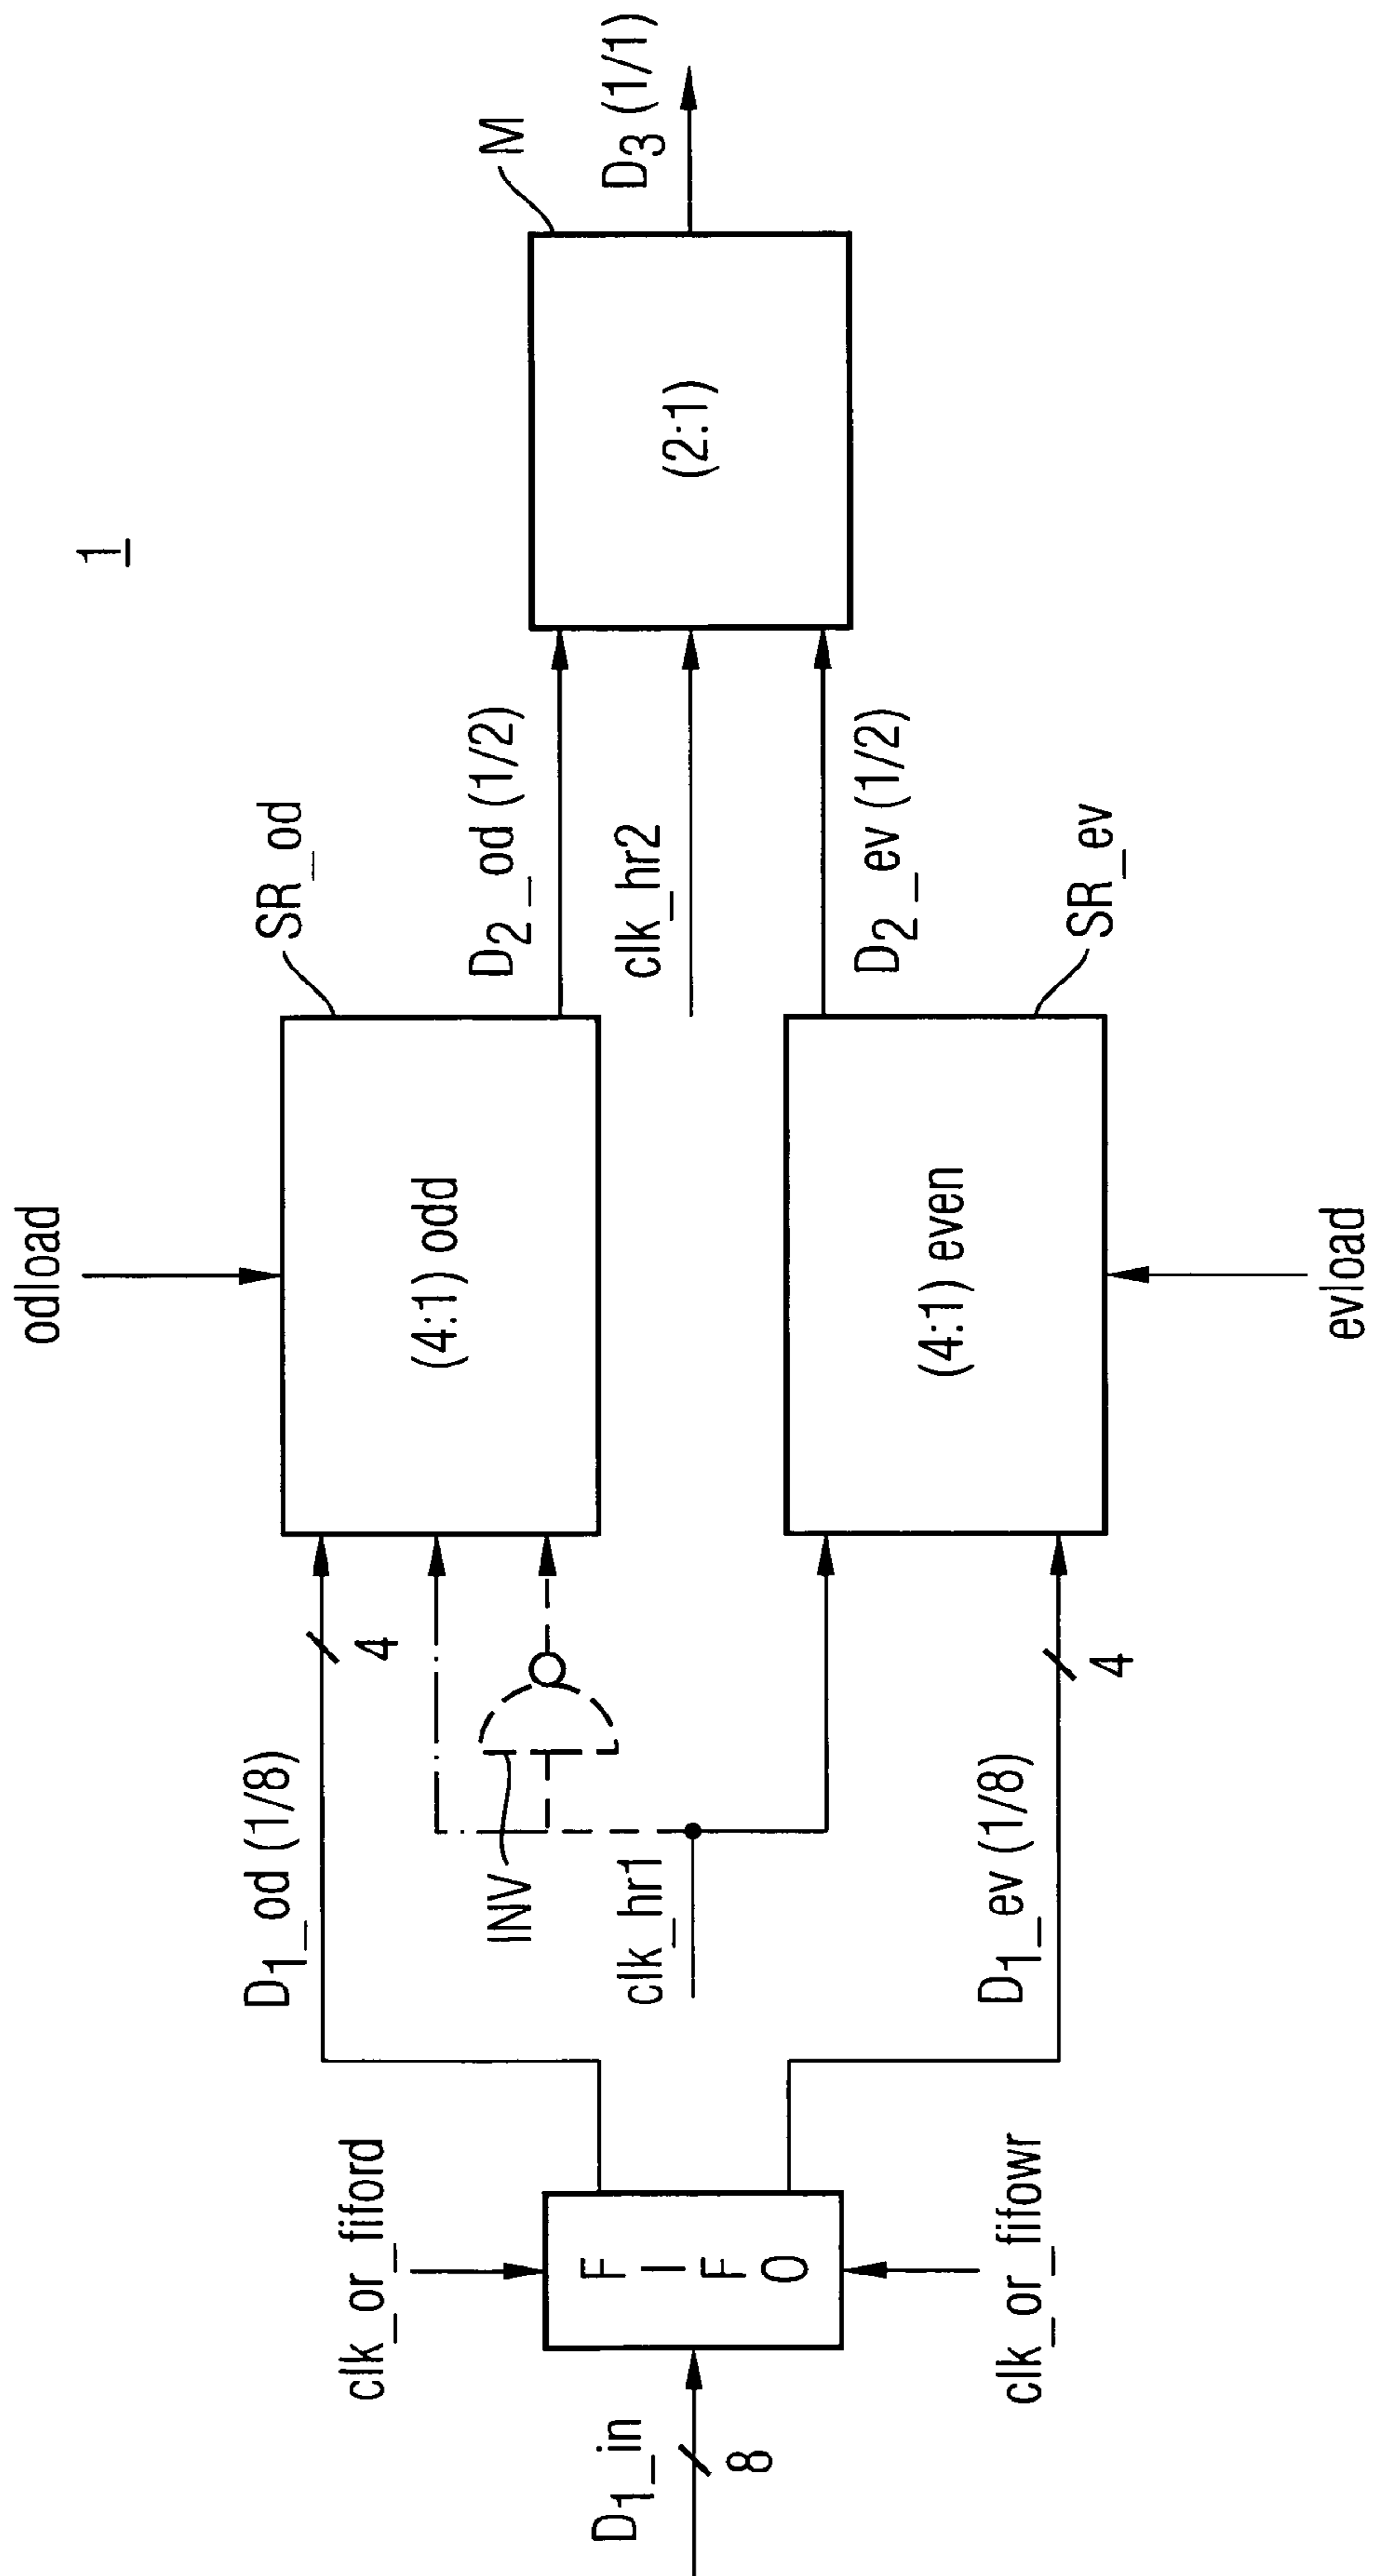 1
D1_in
8
clk_or_fiford
FIFO
clk_or_fifowr
D1_od (1/8)
4
INV
clk_hr1
D1_ev (1/8)
4
odload
(4:1) odd
SR_od
(4:1) even
SR_ev
evload
D2_od (1/2)
clk_hr2
D2_ev (1/2)
(2:1)
M
D3 (1/1)